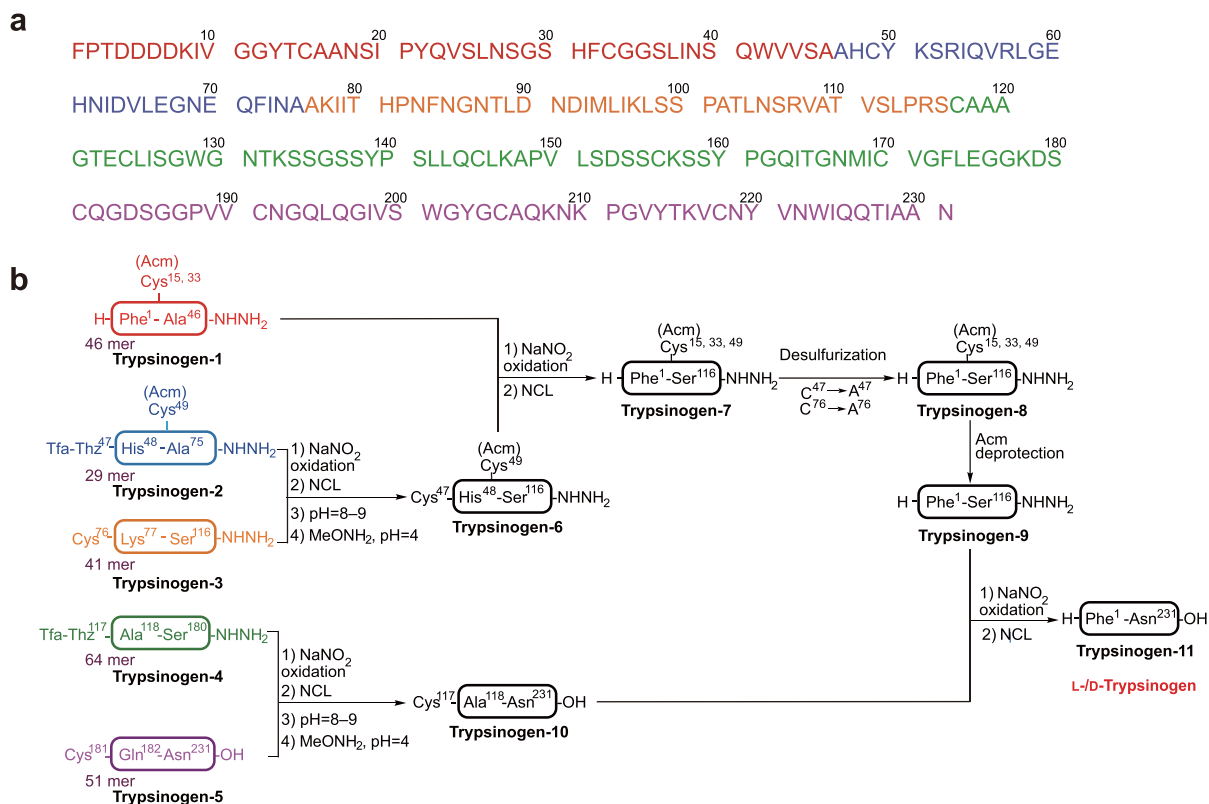 a
10 20 30 40 50 60
FPTDDDDKIV GGYTCAANSI PYQVSLNSGS HFCGGSLINS QWVVSAAHCY KSRIQVRLGE
70 80 90 100 110 120
HNIDVLEGNE QFINAAKIIT HPNFNGNTLD NDIMLIKLSS PATLNSRVAT VSLPRSCAAA
130 140 150 160 170 180
GTECLISGWG NTKSSGSSYP SLLQCLKAPV LSDSSCKSSY PGQITGNMIC VGFLEGGKDS
190 200 210 220 230
CQGDSGGPVV CNGQLQGIVS WGYGCAQKNK PGVYTKVCNY VNWIQQTIAA N
b
(Acm)
Cys15, 33
H-Phe1- Ala46-NHNH2
46 mer
Trypsinogen-1
(Acm)
Cys49
Tfa-Thz47-His48-Ala75-NHNH2
29 mer
Trypsinogen-2
Cys76-Lys77-Ser116-NHNH2
41 mer
Trypsinogen-3
1) NaNO2
oxidation
2) NCL
3) pH=8–9
4) MeONH2, pH=4
(Acm)
Cys49
Cys47-His48-Ser116-NHNH2
Trypsinogen-6
1) NaNO2
oxidation
2) NCL
(Acm)
Cys15, 33, 49
H-Phe1-Ser116-NHNH2
Trypsinogen-7
Desulfurization
C47→A47
C76→A76
(Acm)
Cys15, 33, 49
H-Phe1-Ser116-NHNH2
Trypsinogen-8
Acm
deprotection
H-Phe1-Ser116-NHNH2
Trypsinogen-9
Tfa-Thz117-Ala118-Ser180-NHNH2
64 mer
Trypsinogen-4
Cys181-Gln182-Asn231-OH
51 mer
Trypsinogen-5
1) NaNO2
oxidation
2) NCL
3) pH=8–9
4) MeONH2, pH=4
Cys117-Ala118-Asn231-OH
Trypsinogen-10
1) NaNO2
oxidation
2) NCL
H-Phe1 -Asn231-OH
Trypsinogen-11
L-/D-Trypsinogen